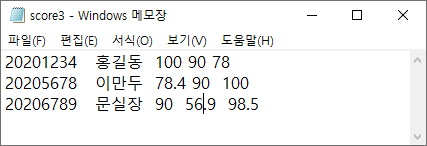 score3 - Windows 메모장
파일(F) 편집(E) 서식(O) 보기(V) 도움말(H)
20201234 홍길동 100 90 78
20205678 이만두 78.4 90 100
20206789 문실장 90 56.9 98.5